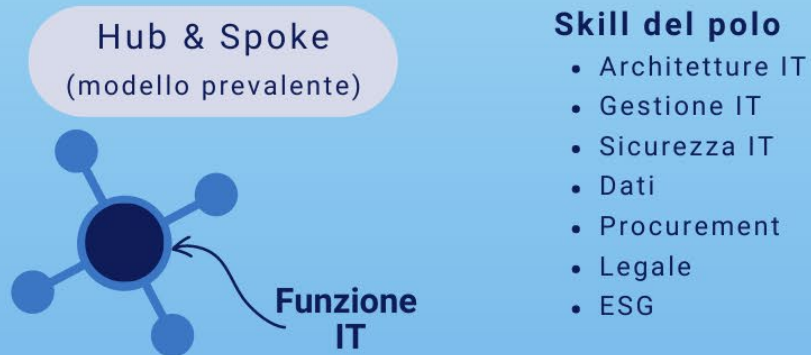 Hub & Spoke
(modello prevalente)
Funzione
IT
Skill del polo
• Architetture IT
• Gestione IT
• Sicurezza IT
• Dati
• Procurement
• Legale
• ESG